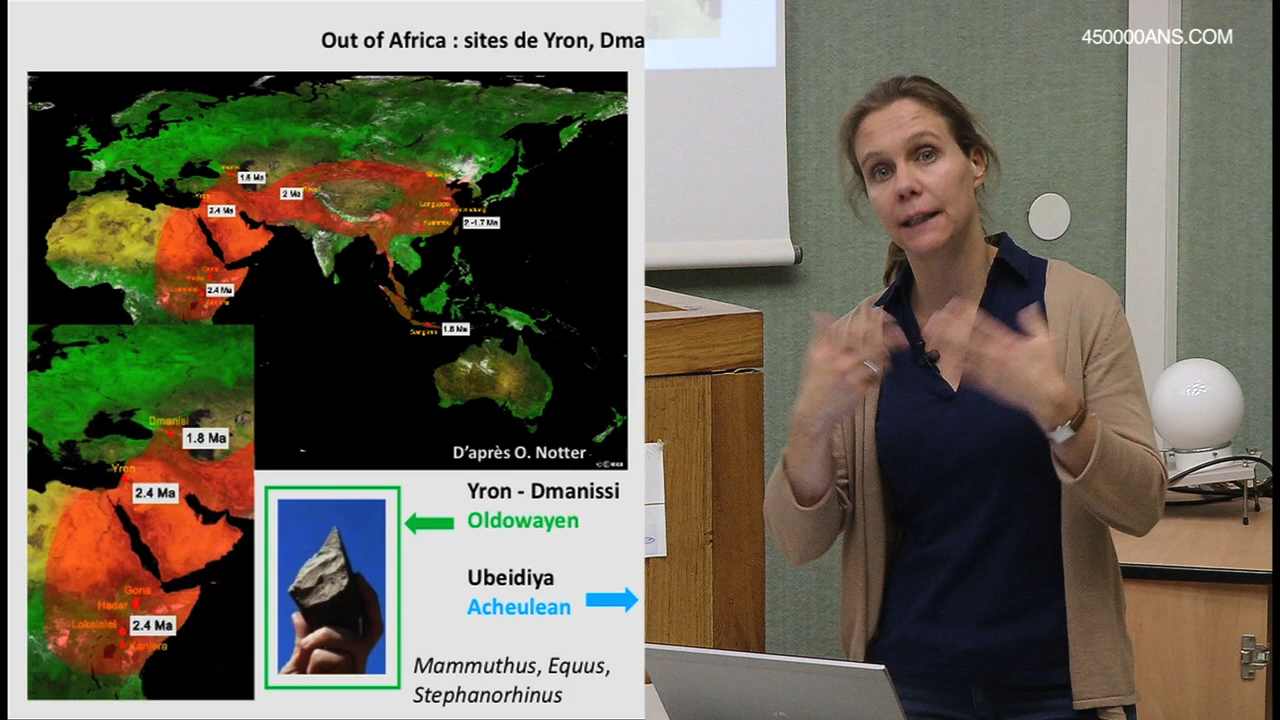 450000ANS.COM
Out of Africa : sites de Yron, Dma
1.8 Ma
2 Ma
2.4 Ma
2 -1.7 Ma
2.4 Ma
1.8 Ma
Dmanisi
1.8 Ma
Yron
2.4 Ma
Gona
Hadar
Lokalalei
2.4 Ma
Kanjera
D'après O. Notter
Yron - Dmanissi
Oldowayen
Ubeidiya
Acheulean
Mammuthus, Equus,
Stephanorhinus